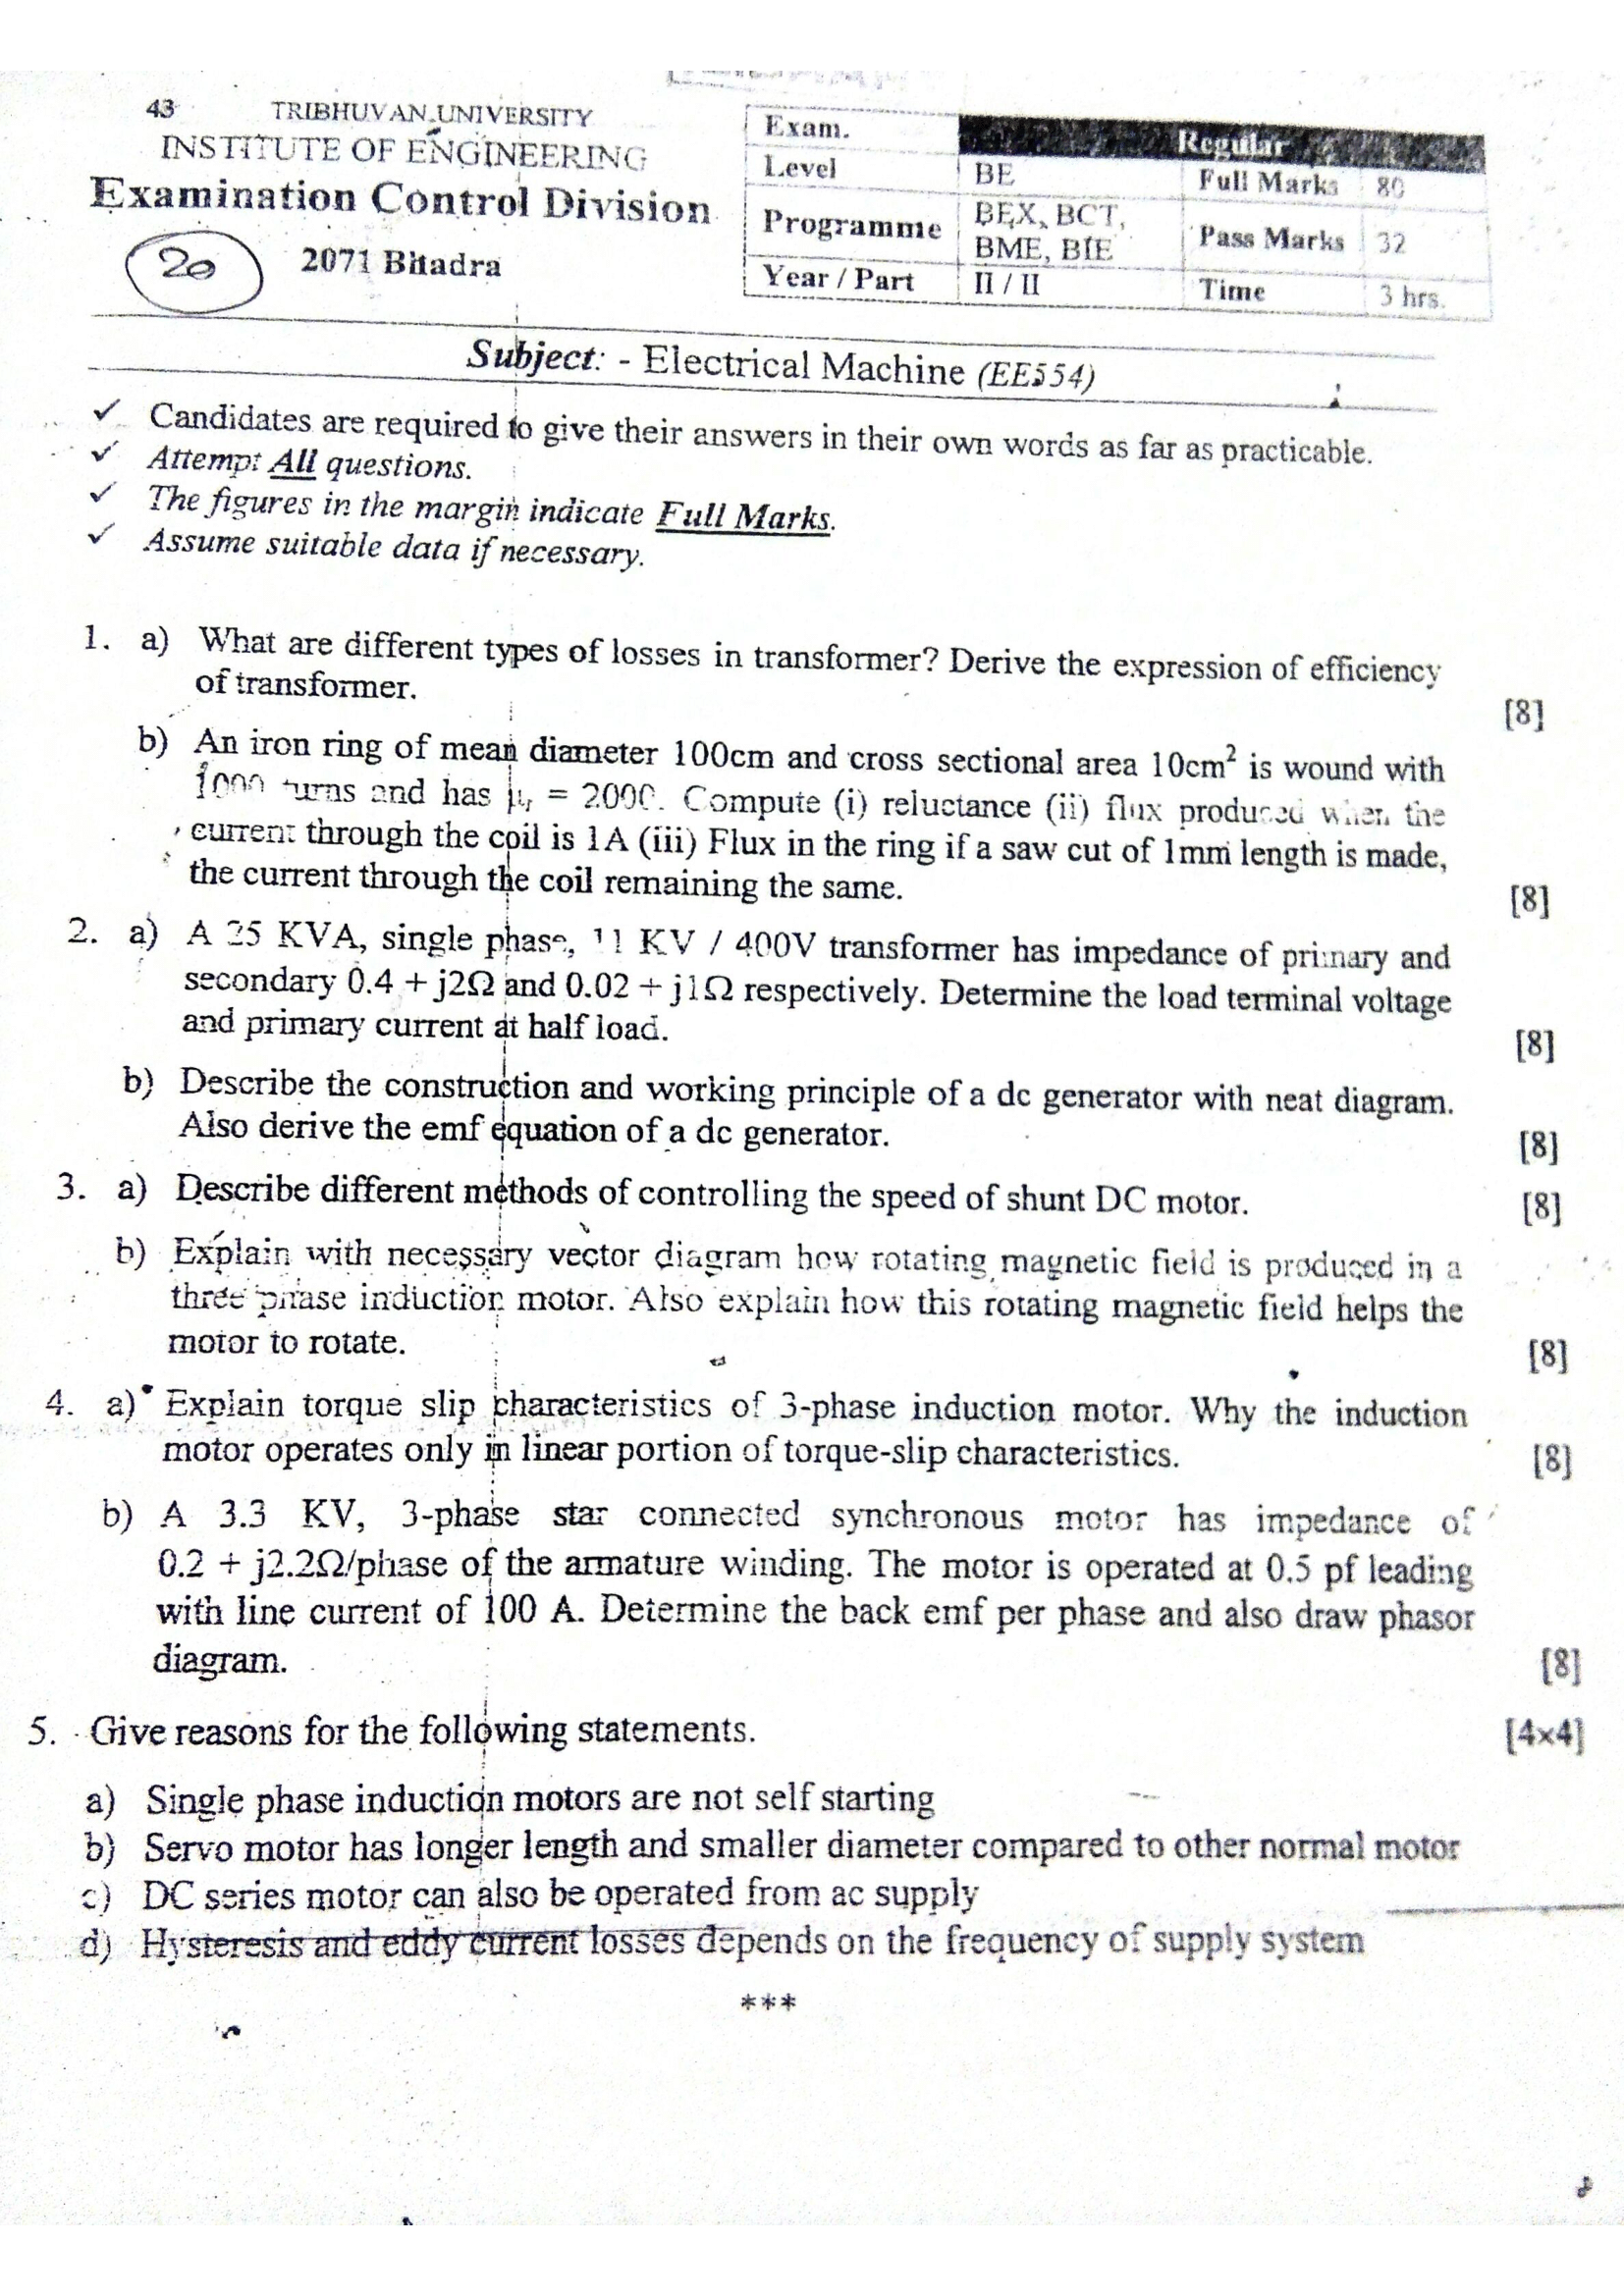 43 TRIBHUVAN UNIVERSITY
INSTITUTE OF ENGINEERING
Examination Control Division
20 2071 Bhadra
Exam. Regular
Level BE Full Marks 80
Programme BEX, BCT, BME, BIE Pass Marks 32
Year / Part II / II Time 3 hrs.
Subject: - Electrical Machine (EE554)
✓ Candidates are required to give their answers in their own words as far as practicable.
✓ Attempt All questions.
✓ The figures in the margin indicate Full Marks.
✓ Assume suitable data if necessary.
1. a) What are different types of losses in transformer? Derive the expression of efficiency
of transformer. [8]
b) An iron ring of mean diameter 100cm and cross sectional area 10cm² is wound with
1000 turns and has μr = 2000. Compute (i) reluctance (ii) flux produced when the
current through the coil is 1A (iii) Flux in the ring if a saw cut of 1mm length is made,
the current through the coil remaining the same. [8]
2. a) A 25 KVA, single phase, 11 KV / 400V transformer has impedance of primary and
secondary 0.4 + j2Ω and 0.02 + j1Ω respectively. Determine the load terminal voltage
and primary current at half load. [8]
b) Describe the construction and working principle of a dc generator with neat diagram.
Also derive the emf equation of a dc generator. [8]
3. a) Describe different methods of controlling the speed of shunt DC motor. [8]
b) Explain with necessary vector diagram how rotating magnetic field is produced in a
three phase induction motor. Also explain how this rotating magnetic field helps the
motor to rotate. [8]
4. a) Explain torque slip characteristics of 3-phase induction motor. Why the induction
motor operates only in linear portion of torque-slip characteristics. [8]
b) A 3.3 KV, 3-phase star connected synchronous motor has impedance of
0.2 + j2.2Ω/phase of the armature winding. The motor is operated at 0.5 pf leading
with line current of 100 A. Determine the back emf per phase and also draw phasor
diagram. [8]
5. Give reasons for the following statements. [4×4]
a) Single phase induction motors are not self starting
b) Servo motor has longer length and smaller diameter compared to other normal motor
c) DC series motor can also be operated from ac supply
d) Hysteresis and eddy current losses depends on the frequency of supply system
***